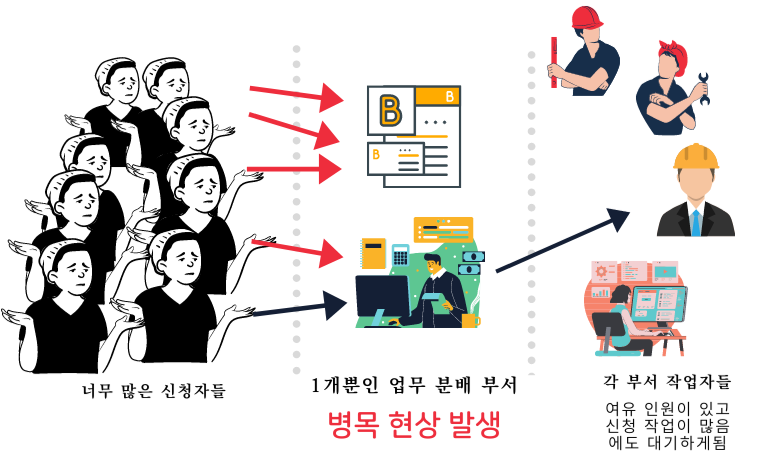 B
B
B
너무 많은 신청자들
1개뿐인 업무 분배 부서
병목 현상 발생
각 부서 작업자들
여유 인원이 있고
신청 작업이 많음
에도 대기하게됨